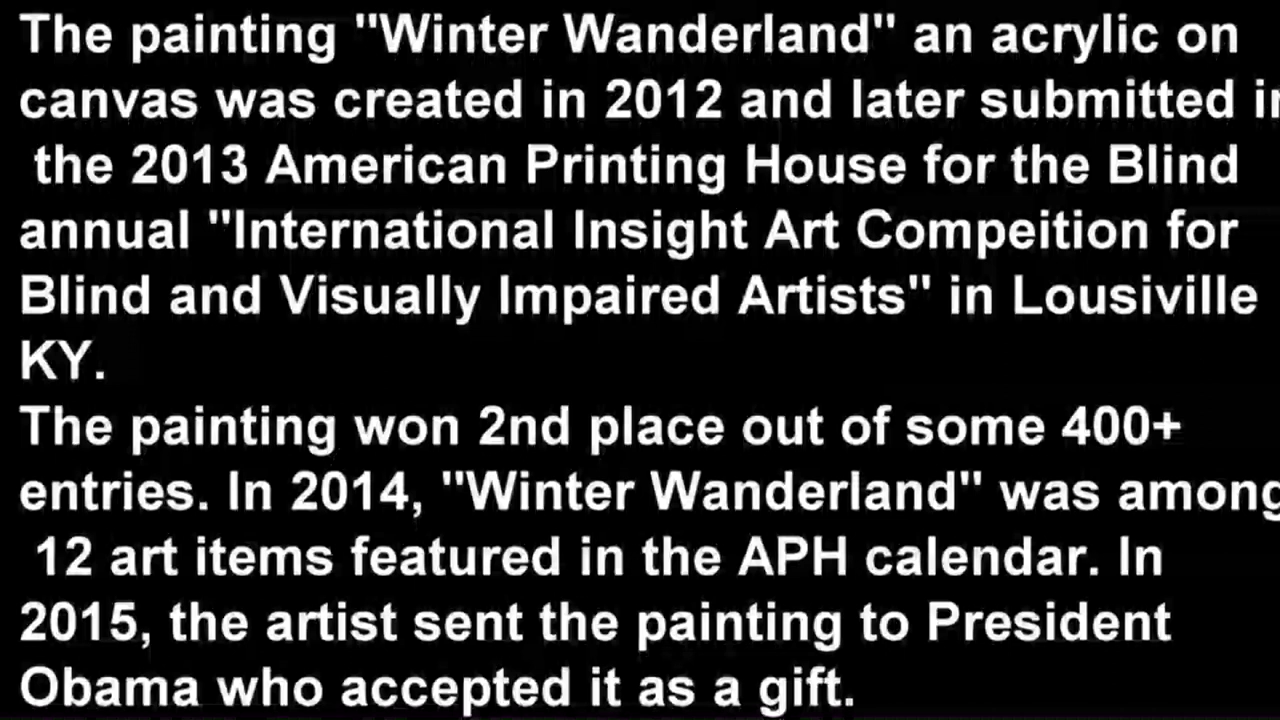 The painting "Winter Wanderland" an acrylic on
canvas was created in 2012 and later submitted in
the 2013 American Printing House for the Blind
annual "International Insight Art Compeition for
Blind and Visually Impaired Artists" in Lousiville
KY.
The painting won 2nd place out of some 400+
entries. In 2014, "Winter Wanderland" was among
12 art items featured in the APH calendar. In
2015, the artist sent the painting to President
Obama who accepted it as a gift.